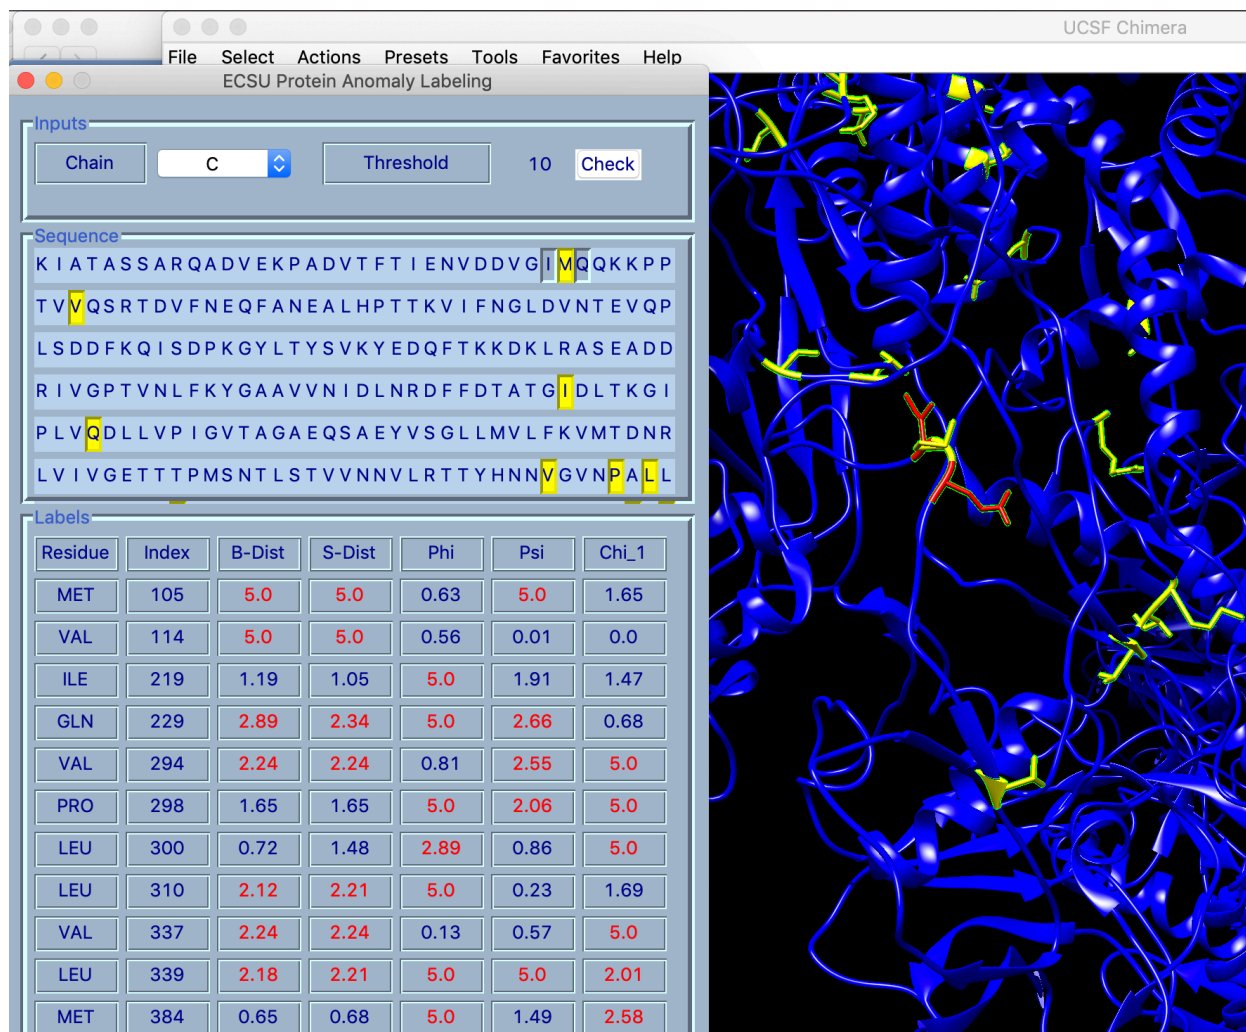 UCSF Chimera
File Select Actions Presets Tools Favorites Help
ECSU Protein Anomaly Labeling
Inputs
Chain C Threshold 10 Check
Sequence
K I A T A S S A R Q A D V E K P A D V T F T I E N V D D V G I M Q Q K K P P
T V V Q S R T D V F N E Q F A N E A L H P T T K V I F N G L D V N T E V Q P
L S D D F K Q I S D P K G Y L T Y S V K Y E D Q F T K K D K L R A S E A D D
R I V G P T V N L F K Y G A A V V N I D L N R D F F D T A T G I D L T K G I
P L V Q D L L V P I G V T A G A E Q S A E Y V S G L L M V L F K V M T D N R
L V I V G E T T T P M S N T L S T V V N N V L R T T Y H N N V G V N P A L L
Labels
Residue Index B-Dist S-Dist Phi Psi Chi_1
MET 105 5.0 5.0 0.63 5.0 1.65
VAL 114 5.0 5.0 0.56 0.01 0.0
ILE 219 1.19 1.05 5.0 1.91 1.47
GLN 229 2.89 2.34 5.0 2.66 0.68
VAL 294 2.24 2.24 0.81 2.55 5.0
PRO 298 1.65 1.65 5.0 2.06 5.0
LEU 300 0.72 1.48 2.89 0.86 5.0
LEU 310 2.12 2.21 5.0 0.23 1.69
VAL 337 2.24 2.24 0.13 0.57 5.0
LEU 339 2.18 2.21 5.0 5.0 2.01
MET 384 0.65 0.68 5.0 1.49 2.58